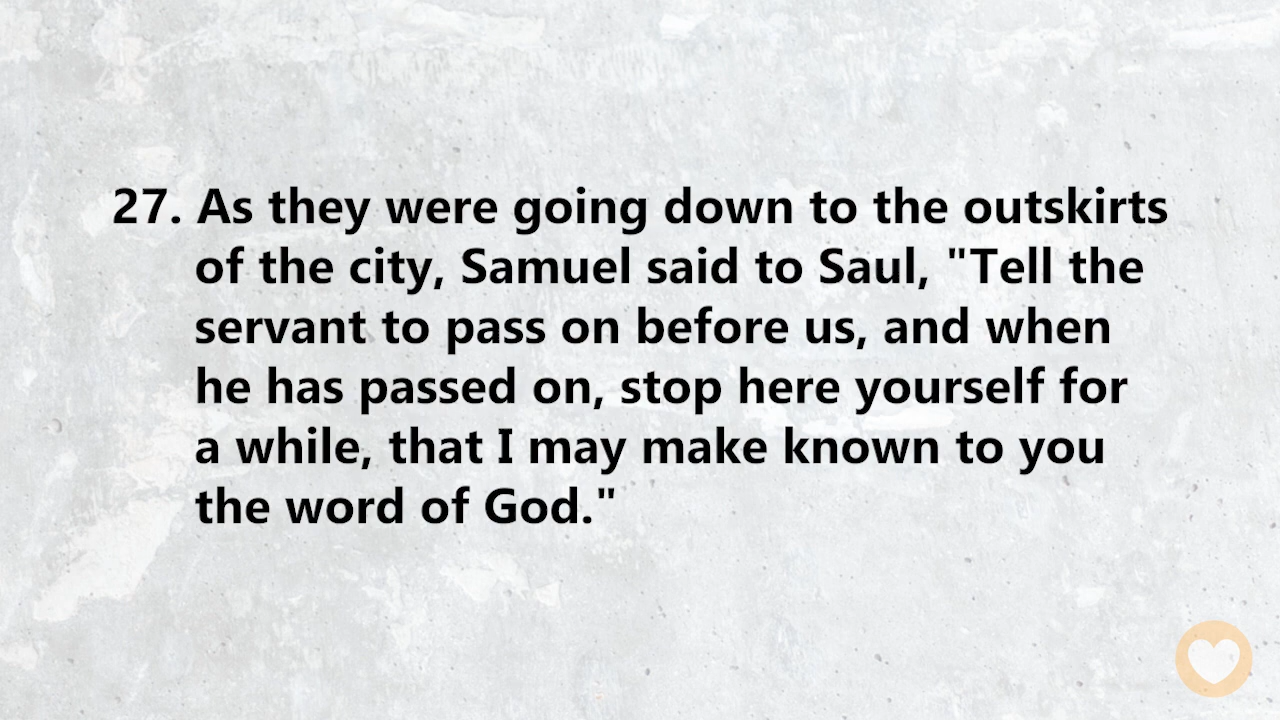 27. As they were going down to the outskirts
of the city, Samuel said to Saul, "Tell the
servant to pass on before us, and when
he has passed on, stop here yourself for
a while, that I may make known to you
the word of God."